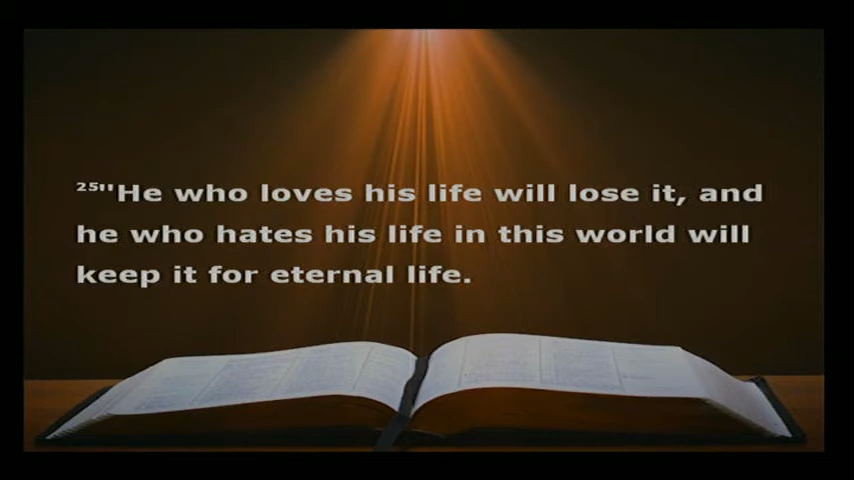 ²⁵"He who loves his life will lose it, and
he who hates his life in this world will
keep it for eternal life.